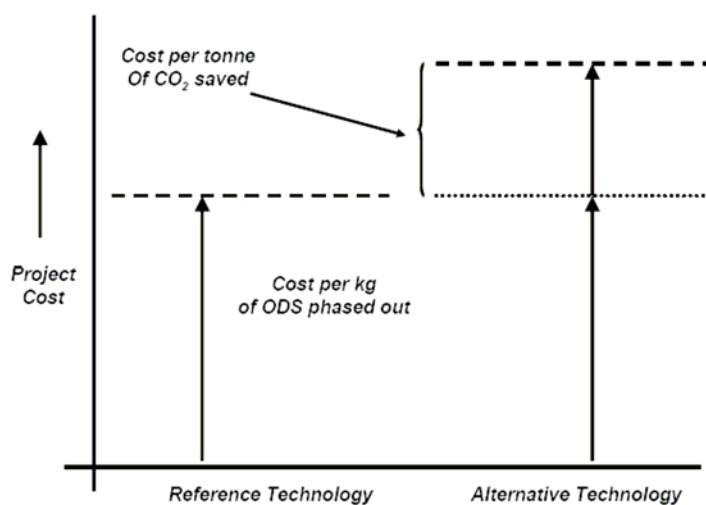 Cost per tonne
Of CO₂ saved
Project
Cost
Cost per kg
of ODS phased out
Reference Technology
Alternative Technology